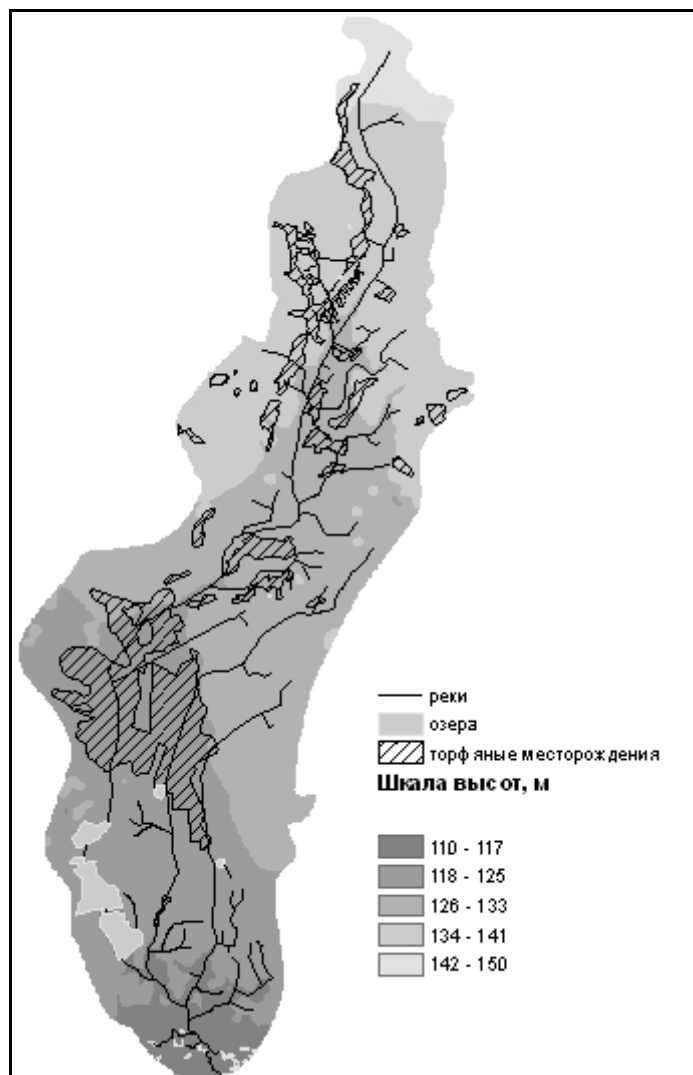 реки
озера
торфяные месторождения
Шкала высот, м
110 - 117
118 - 125
126 - 133
134 - 141
142 - 150